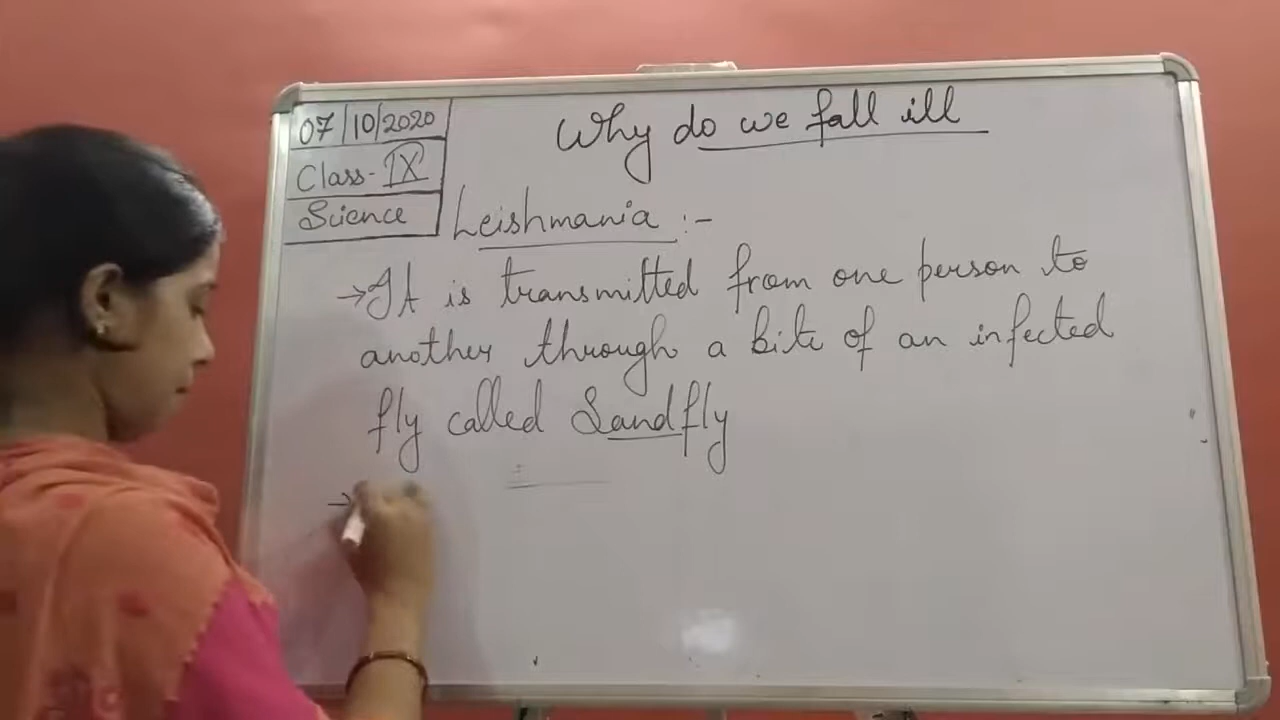 07/10/2020
Class-IX
Science
Why do we fall ill
Leishmania :-
→It is transmitted from one person to
another through a bite of an infected
fly called Sandfly
→